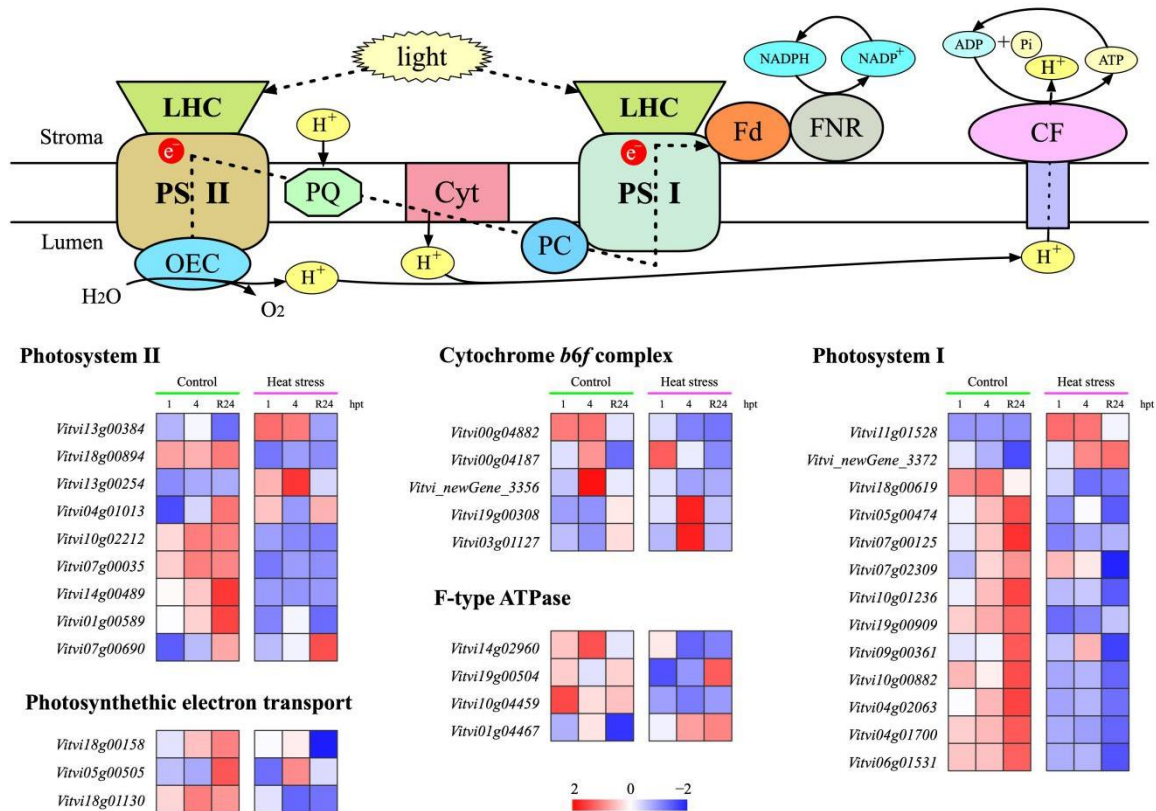 light
NADPH
NADP+
ADP + Pi
H+
ATP
LHC
LHC
Stroma
H+
Fd
FNR
CF
e-
e-
PS II
PQ
Cyt
PS I
Lumen
PC
OEC
H+
H+
H+
H2O
O2
Photosystem II
Control Heat stress
1 4 R24 1 4 R24 hpt
Vitvi13g00384
Vitvi18g00894
Vitvi13g00254
Vitvi04g01013
Vitvi10g02212
Vitvi07g00035
Vitvi14g00489
Vitvi01g00589
Vitvi07g00690
Photosynthethic electron transport
Vitvi18g00158
Vitvi05g00505
Vitvi18g01130
Cytochrome b6f complex
Control Heat stress
1 4 R24 1 4 R24 hpt
Vitvi00g04882
Vitvi00g04187
Vitvi_newGene_3356
Vitvi19g00308
Vitvi03g01127
F-type ATPase
Vitvi14g02960
Vitvi19g00504
Vitvi10g04459
Vitvi01g04467
2 0 −2
Photosystem I
Control Heat stress
1 4 R24 1 4 R24 hpt
Vitvi11g01528
Vitvi_newGene_3372
Vitvi18g00619
Vitvi05g00474
Vitvi07g00125
Vitvi07g02309
Vitvi10g01236
Vitvi19g00909
Vitvi09g00361
Vitvi10g00882
Vitvi04g02063
Vitvi04g01700
Vitvi06g01531